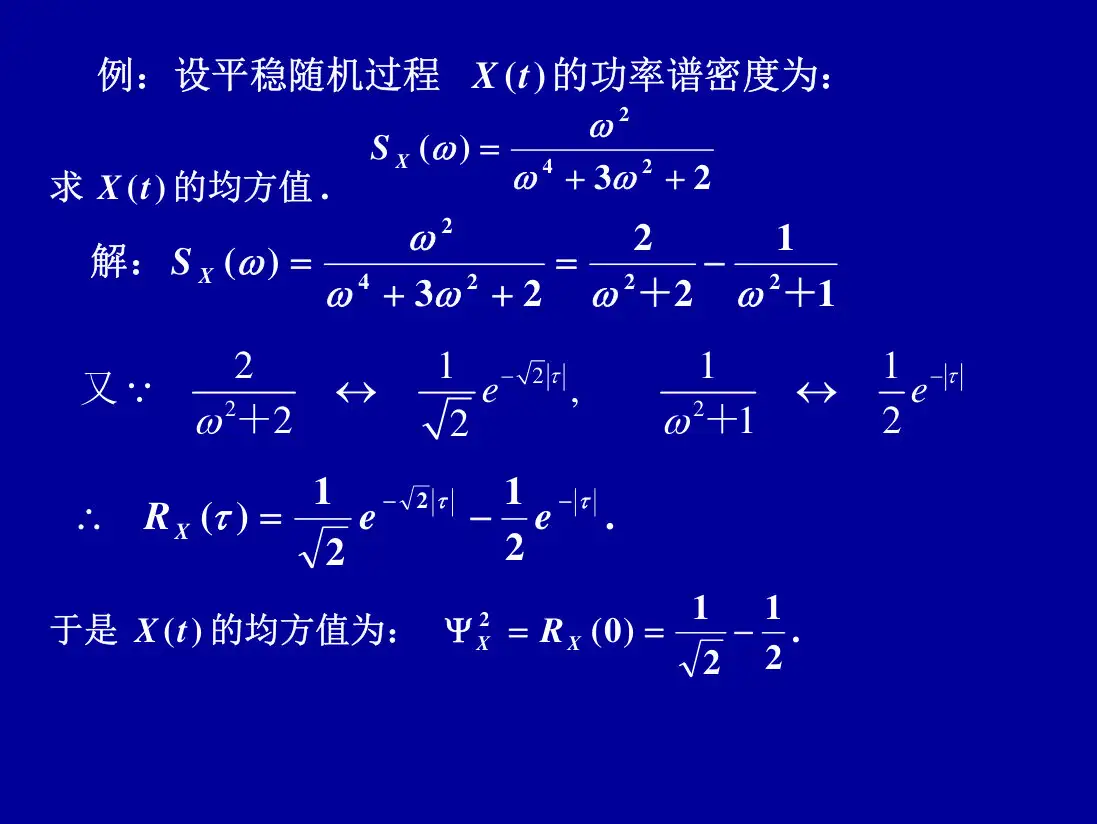 例：设平稳随机过程 X(t)的功率谱密度为：
S_X(ω) = ω² / (ω⁴ + 3ω² + 2)
求 X(t)的均方值．
解：S_X(ω) = ω² / (ω⁴ + 3ω² + 2) = 2 / (ω²＋2) − 1 / (ω²＋1)
又∵ 2 / (ω²＋2) ↔ (1/√2) e^{−√2|τ|}, 1 / (ω²＋1) ↔ (1/2) e^{−|τ|}
∴ R_X(τ) = (1/√2) e^{−√2|τ|} − (1/2) e^{−|τ|}.
于是 X(t)的均方值为： Ψ_X² = R_X(0) = 1/√2 − 1/2.